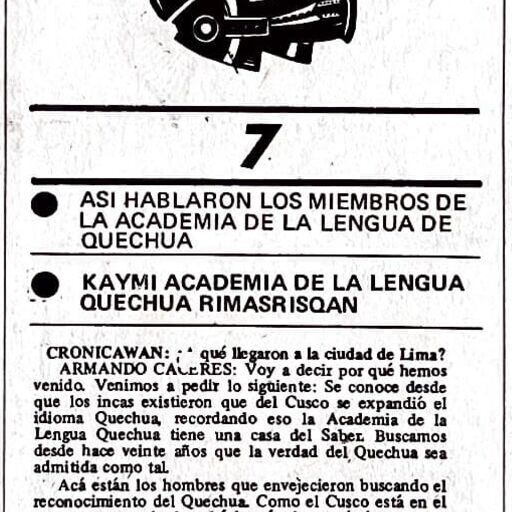 7
ASI HABLARON LOS MIEMBROS DE
LA ACADEMIA DE LA LENGUA DE
QUECHUA
KAYMI ACADEMIA DE LA LENGUA
QUECHUA RIMASRISQAN
CRONICAWAN: qué llegaron a la ciudad de Lima?
ARMANDO CACERES: Voy a decir por qué hemos
venido. Venimos a pedir lo siguiente: Se conoce desde
que los incas existieron que del Cusco se expandió el
idioma Quechua, recordando eso la Academia de la
Lengua Quechua tiene una casa del Saber. Buscamos
desde hace veinte años que la verdad del Quechua sea
admitida como tal.
Acá están los hombres que envejecieron buscando el
reconocimiento del Quechua. Como el Cusco está en el